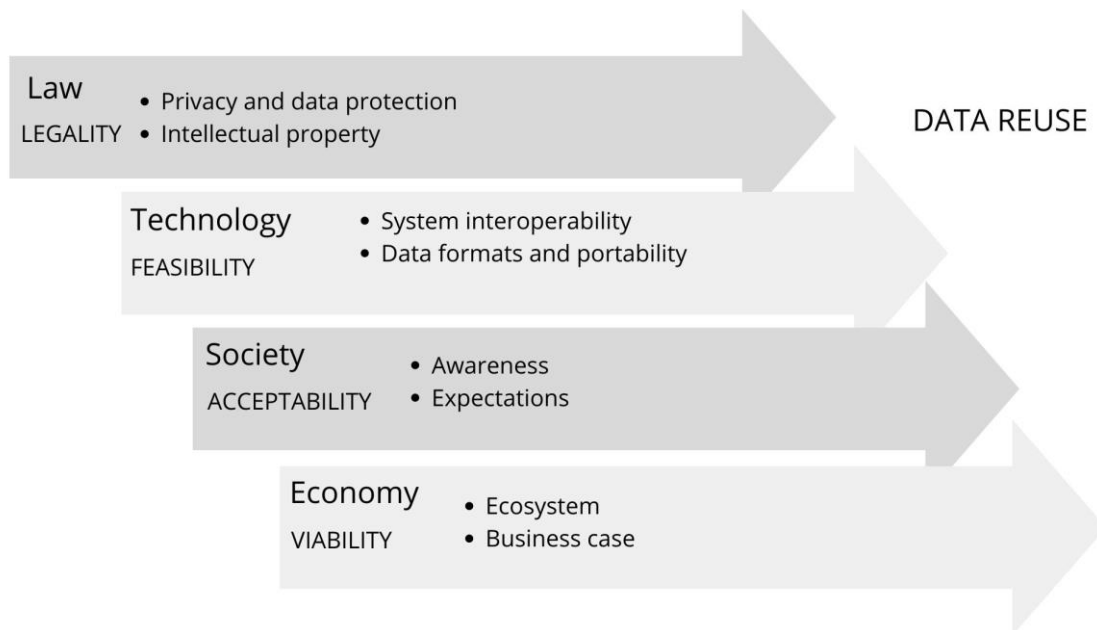 Law
LEGALITY
• Privacy and data protection
• Intellectual property
DATA REUSE
Technology
FEASIBILITY
• System interoperability
• Data formats and portability
Society
ACCEPTABILITY
• Awareness
• Expectations
Economy
VIABILITY
• Ecosystem
• Business case